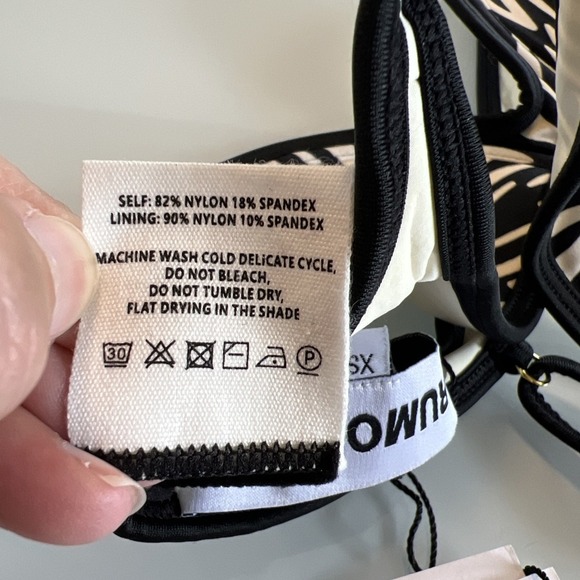 SELF: 82% NYLON 18% SPANDEX
LINING: 90% NYLON 10% SPANDEX
MACHINE WASH COLD DELiCATE CYCLE,
DO NOT BLEACH,
DO NOT TUMBLE DRY,
FLAT DRYING IN THE SHADE
30
P
XS
RUMO